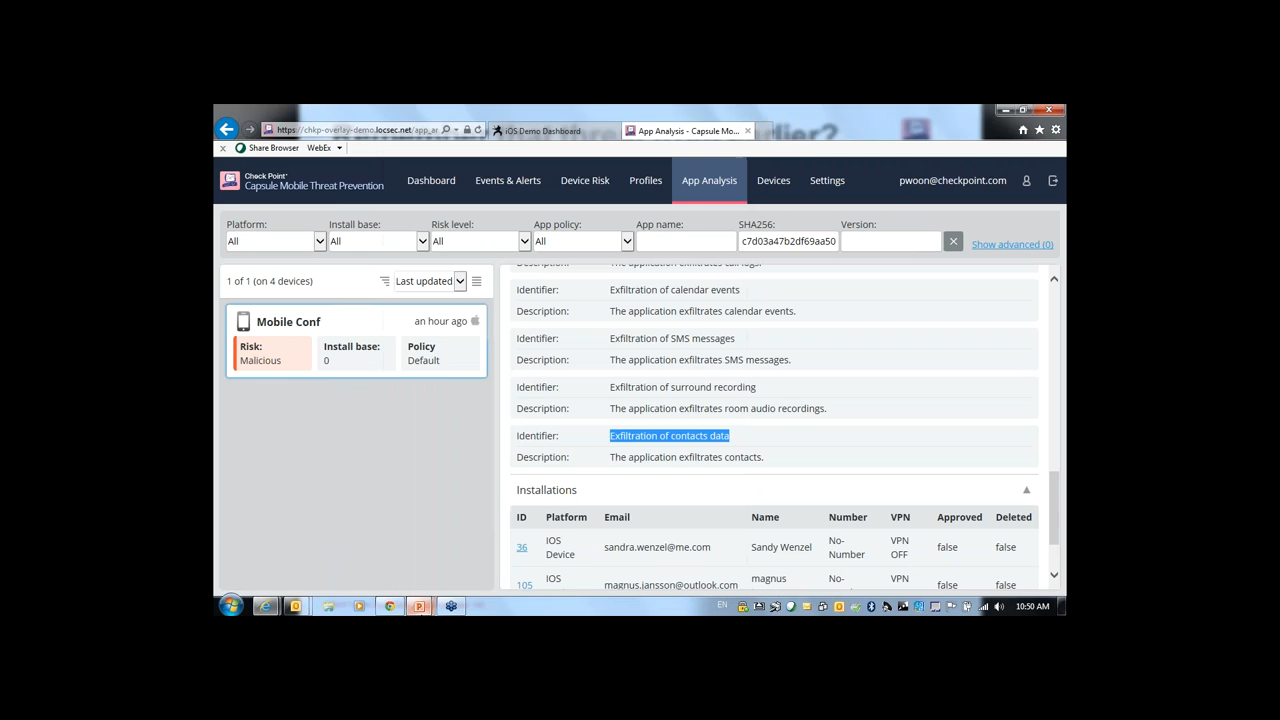 earlier?
https://chkp-overlay-demo.locsec.net/app_ar
iOS Demo Dashboard
App Analysis - Capsule Mo...
Share Browser WebEx
Check Point
Capsule Mobile Threat Prevention
Dashboard Events & Alerts Device Risk Profiles App Analysis Devices Settings pwoon@checkpoint.com
Platform: Install base: Risk level: App policy: App name: SHA256: Version:
All All All All c7d03a47b2df69aa50 Show advanced (0)
1 of 1 (on 4 devices) Last updated
Mobile Conf an hour ago
Risk: Install base: Policy
Malicious 0 Default
Description: The application exfiltrates call logs.
Identifier: Exfiltration of calendar events
Description: The application exfiltrates calendar events.
Identifier: Exfiltration of SMS messages
Description: The application exfiltrates SMS messages.
Identifier: Exfiltration of surround recording
Description: The application exfiltrates room audio recordings.
Identifier: Exfiltration of contacts data
Description: The application exfiltrates contacts.
Installations
ID Platform Email Name Number VPN Approved Deleted
36 IOS Device sandra.wenzel@me.com Sandy Wenzel No-Number VPN OFF false false
105 IOS magnus.jansson@outlook.com magnus No- VPN false false
EN 10:50 AM